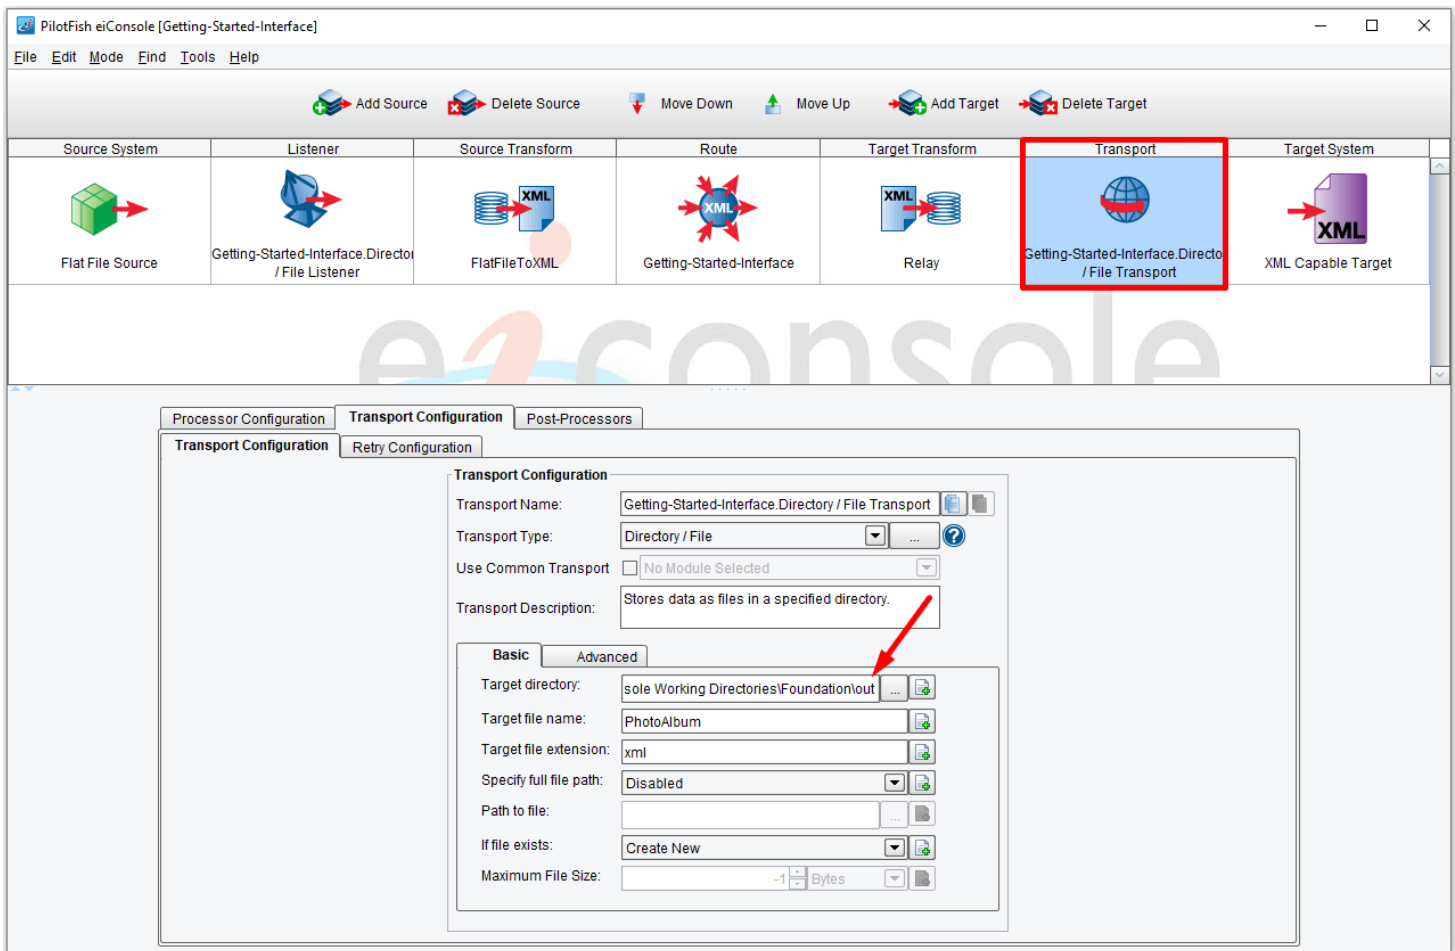 PilotFish eiConsole [Getting-Started-Interface]
File Edit Mode Find Tools Help
Add Source Delete Source Move Down Move Up Add Target Delete Target
Source System Listener Source Transform Route Target Transform Transport Target System
XML XML XML XML
Flat File Source
Getting-Started-Interface.Director
/ File Listener
FlatFileToXML
Getting-Started-Interface
Relay
Getting-Started-Interface.Directo
/ File Transport
XML Capable Target
eiconsole
Processor Configuration Transport Configuration Post-Processors
Transport Configuration Retry Configuration
Transport Configuration
Transport Name: Getting-Started-Interface.Directory / File Transport
Transport Type: Directory / File ... ?
Use Common Transport No Module Selected
Transport Description: Stores data as files in a specified directory.
Basic Advanced
Target directory: sole Working Directories\Foundation\out ...
Target file name: PhotoAlbum
Target file extension: xml
Specify full file path: Disabled
Path to file: ...
If file exists: Create New
Maximum File Size: -1 Bytes